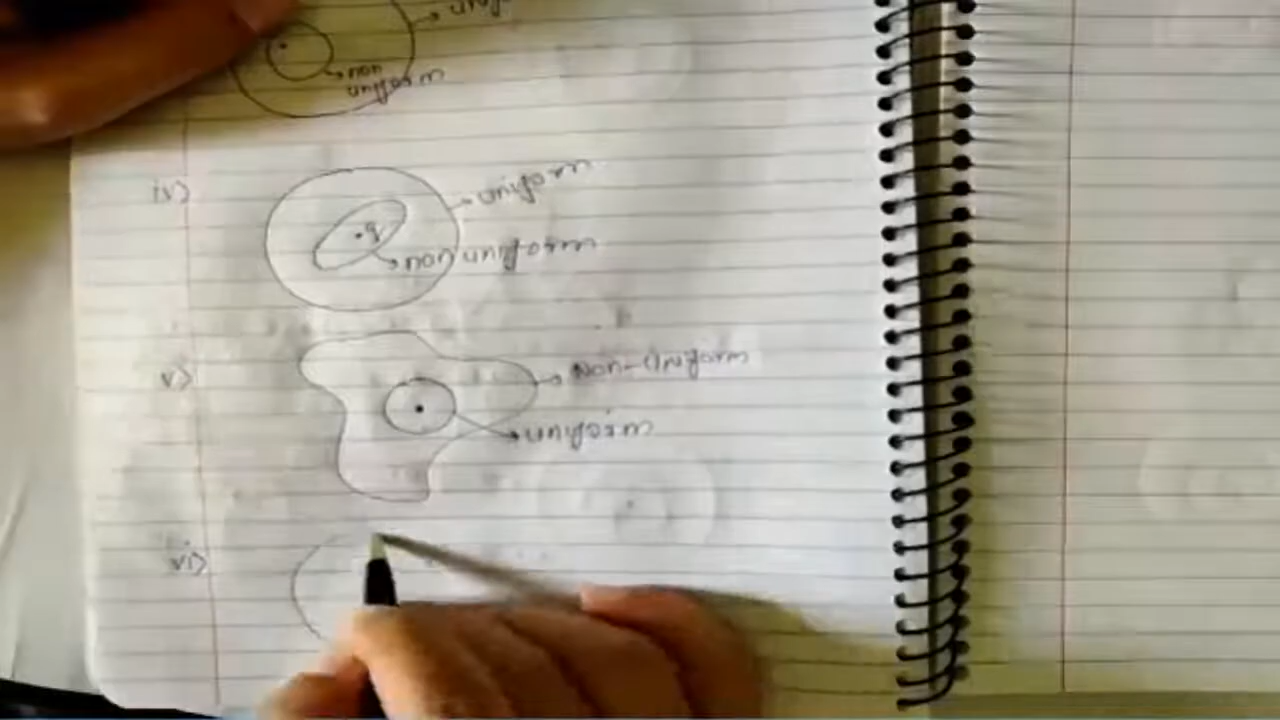 non
uniform
iv)
uniform
q
non uniform
v)
Non-Uniform
uniform
vi)